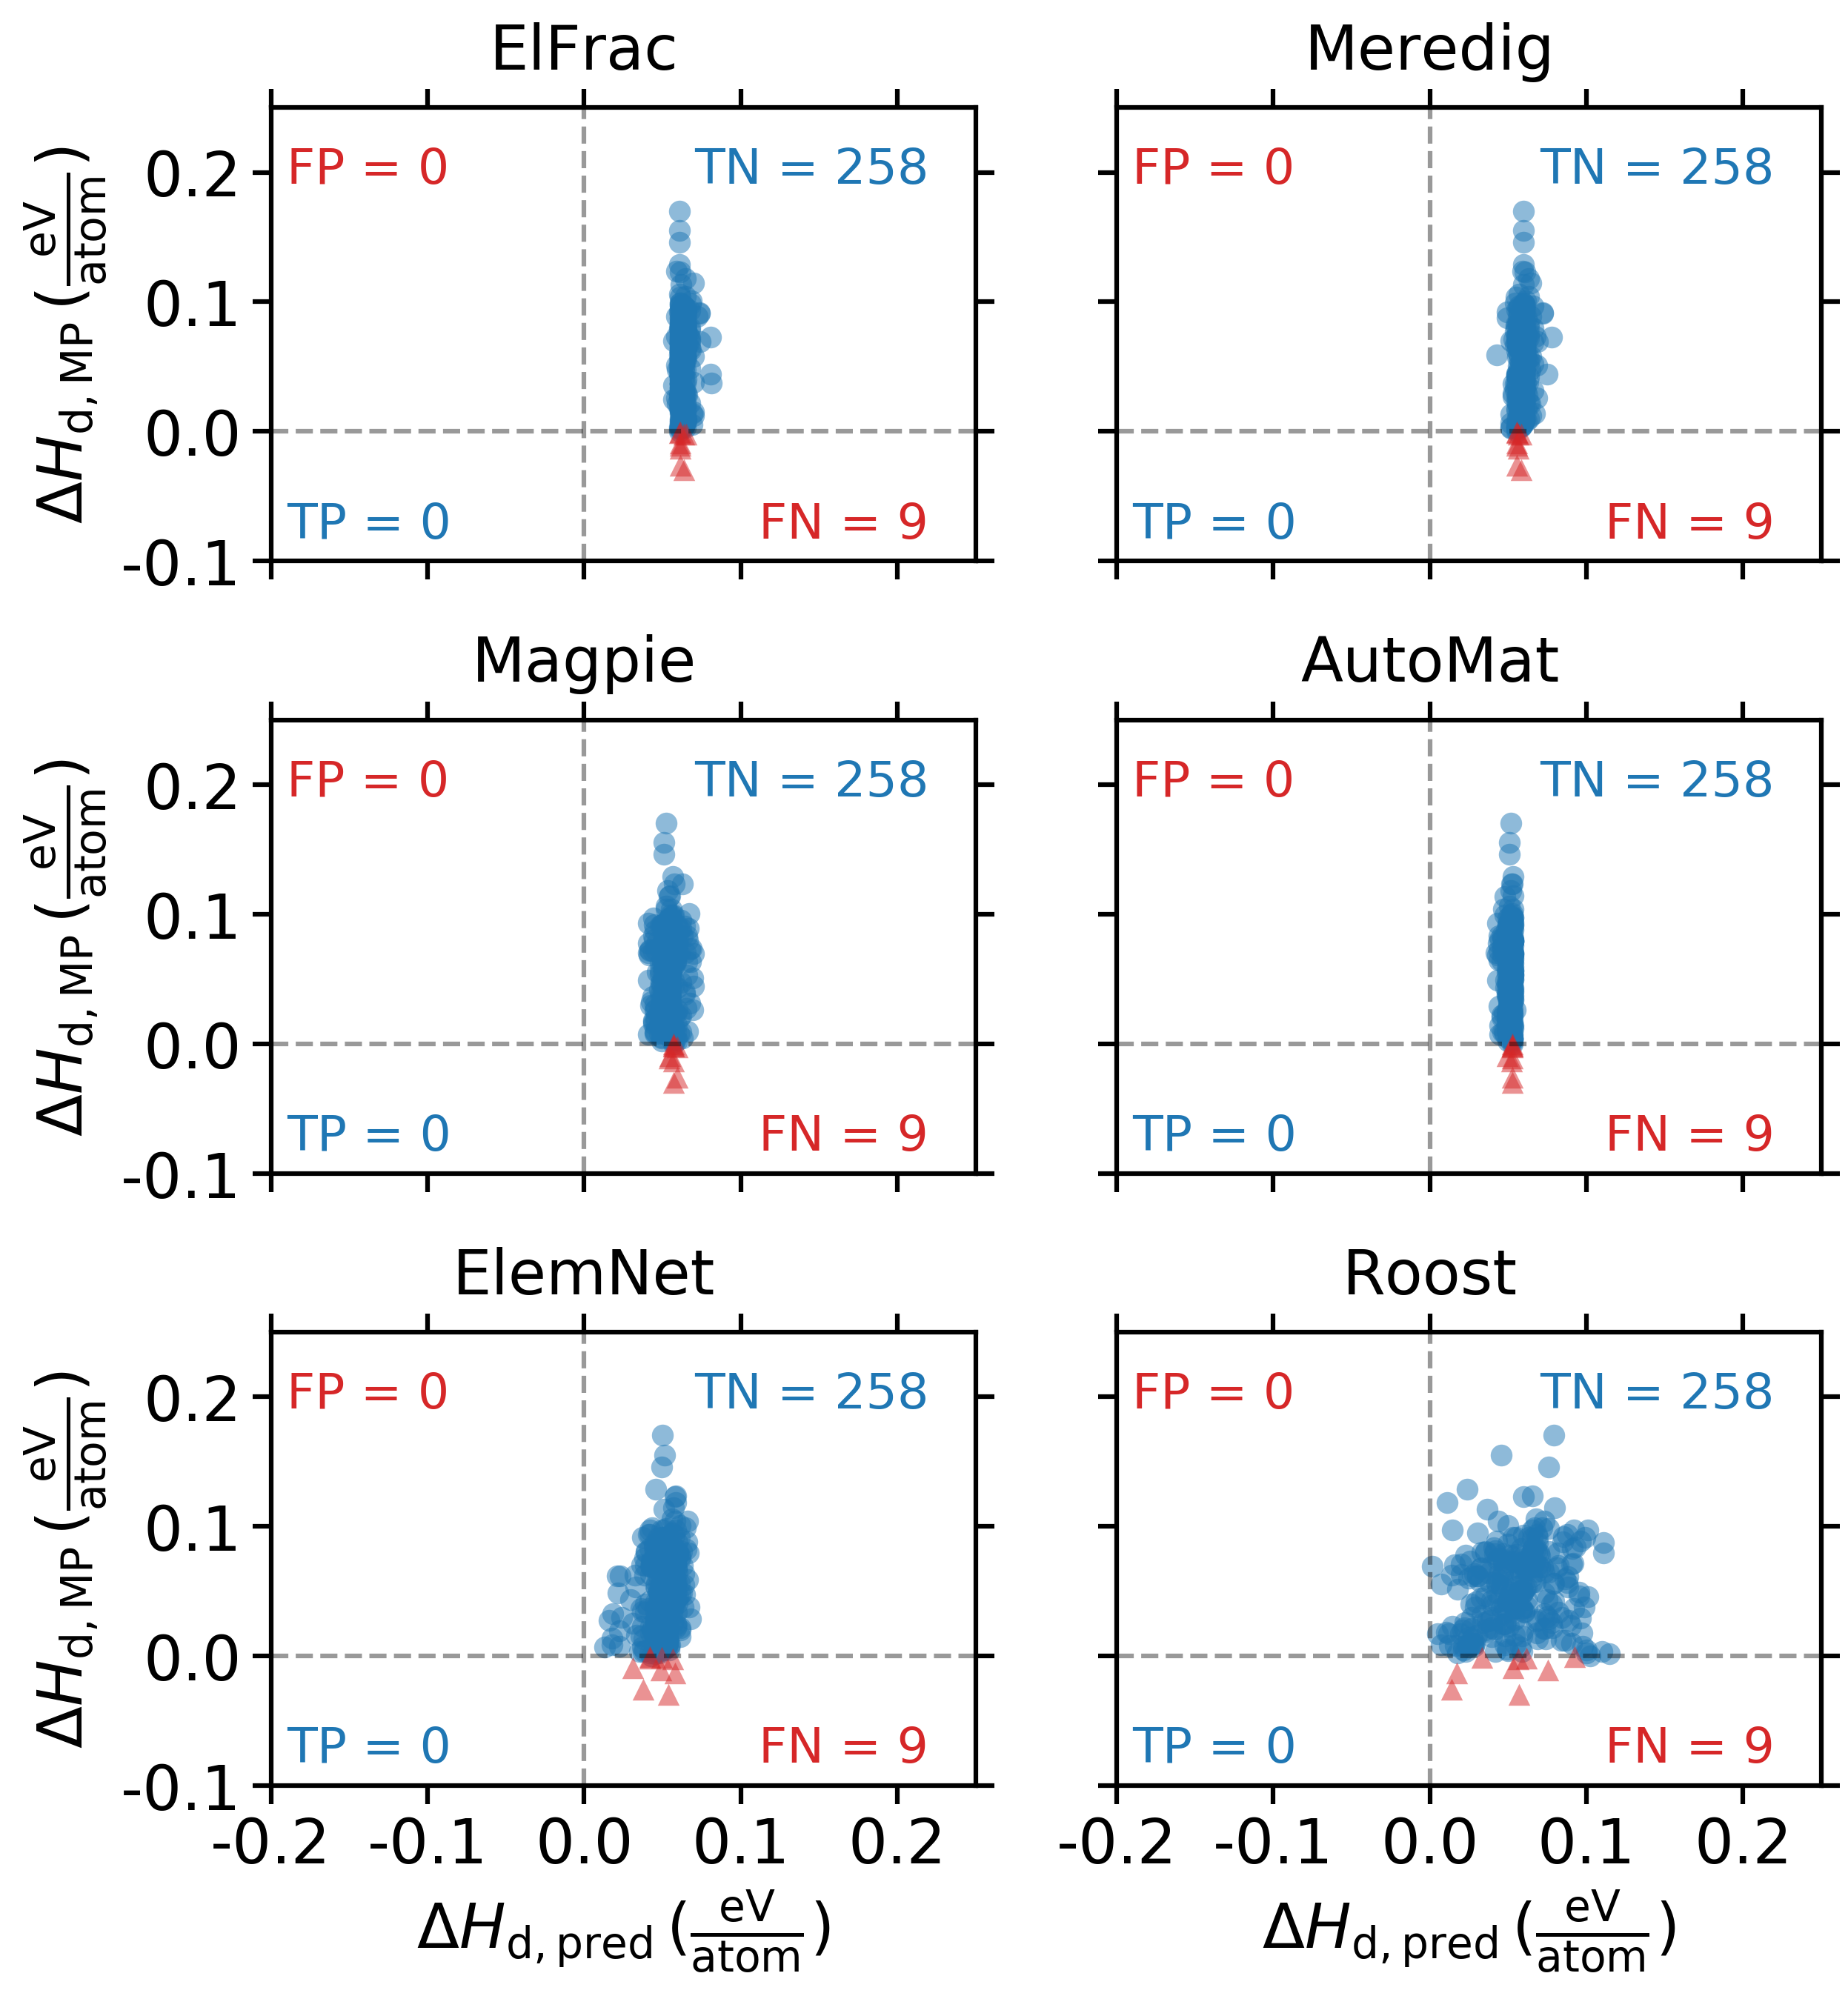 ElFrac
Meredig
ΔH_d,MP (eV/atom)
0.2
0.1
0.0
-0.1
FP = 0
TN = 258
TP = 0
FN = 9
FP = 0
TN = 258
TP = 0
FN = 9
Magpie
AutoMat
ΔH_d,MP (eV/atom)
0.2
0.1
0.0
-0.1
FP = 0
TN = 258
TP = 0
FN = 9
FP = 0
TN = 258
TP = 0
FN = 9
ElemNet
Roost
ΔH_d,MP (eV/atom)
0.2
0.1
0.0
-0.1
FP = 0
TN = 258
TP = 0
FN = 9
FP = 0
TN = 258
TP = 0
FN = 9
-0.2 -0.1 0.0 0.1 0.2
-0.2 -0.1 0.0 0.1 0.2
ΔH_d,pred (eV/atom)
ΔH_d,pred (eV/atom)